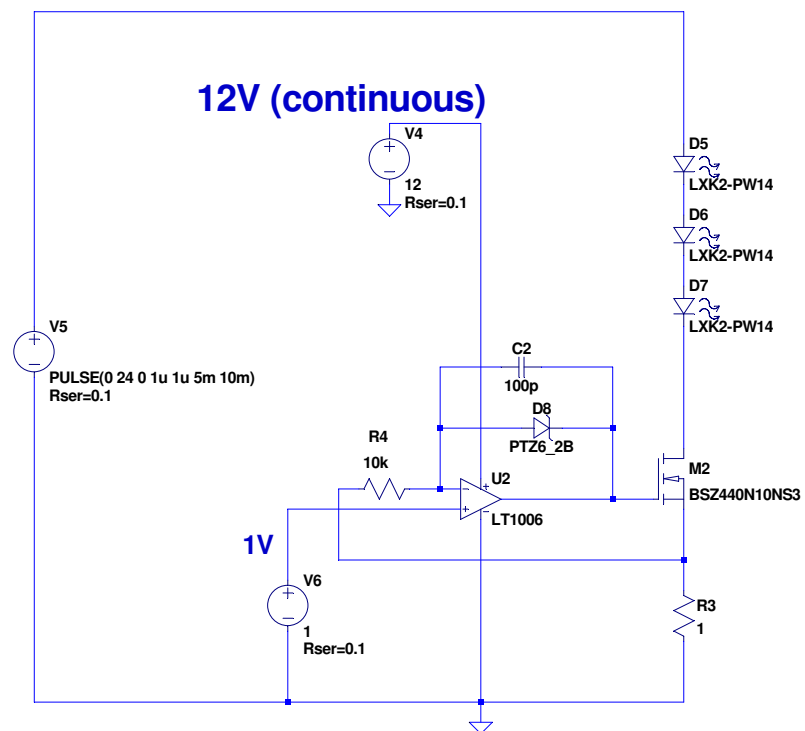 12V (continuous)
V4
12
Rser=0.1
D5
LXK2-PW14
D6
LXK2-PW14
D7
LXK2-PW14
V5
PULSE(0 24 0 1u 1u 5m 10m)
Rser=0.1
C2
100p
D8
PTZ6_2B
R4
10k
U2
LT1006
M2
BSZ440N10NS3
1V
V6
1
Rser=0.1
R3
1